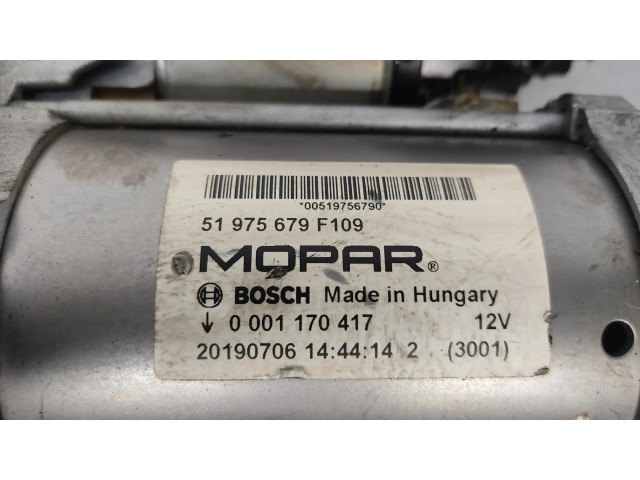 *00519756790*
51 975 679 F109
MOPAR®
BOSCH Made in Hungary
↓ 0 001 170 417 12V
20190706 14:44:14 2 (3001)